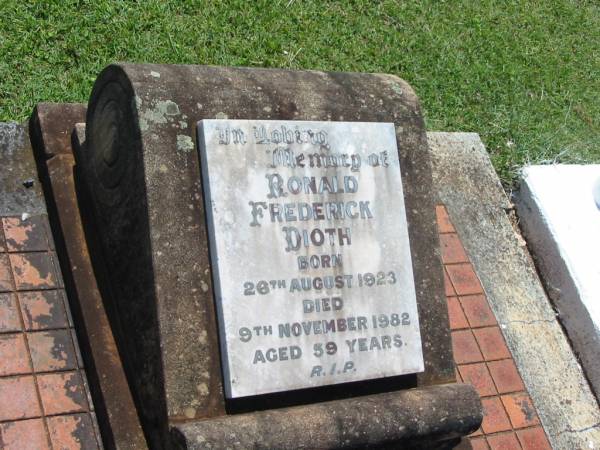 In Loving
Memory of
RONALD
FREDERICK
DIOTH
BORN
26TH AUGUST 1923
DIED
9TH NOVEMBER 1982
AGED 59 YEARS.
R.I.P.